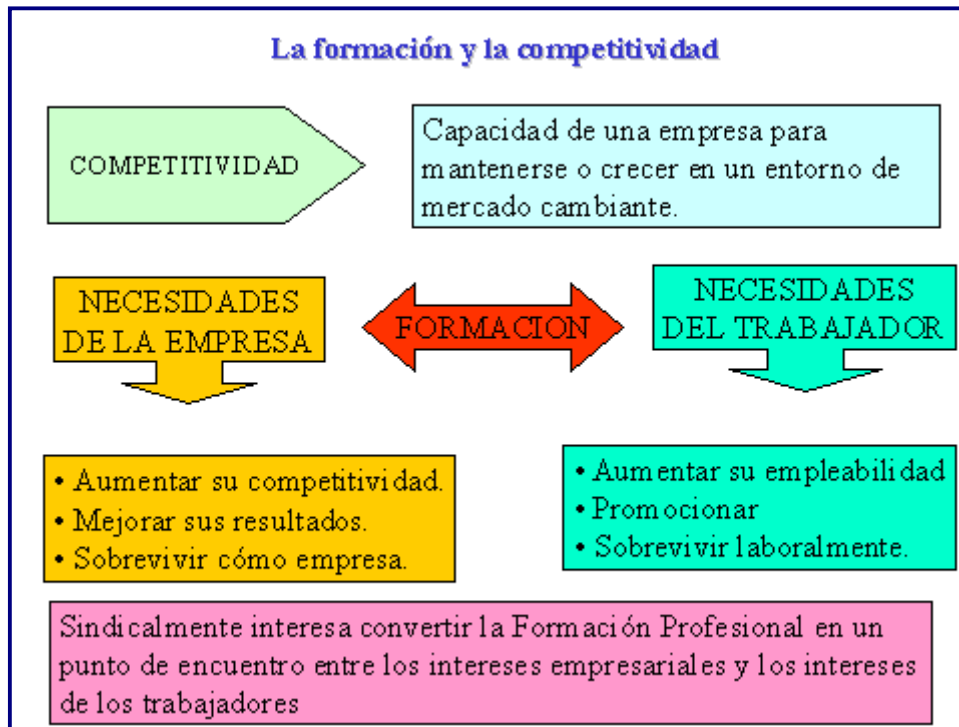 La formación y la competitividad
COMPETITIVIDAD
Capacidad de una empresa para
mantenerse o crecer en un entorno de
mercado cambiante.
NECESIDADES
DE LA EMPRESA
FORMACION
NECESIDADES
DEL TRABAJADOR
• Aumentar su competitividad.
• Mejorar sus resultados.
• Sobrevivir cómo empresa.
• Aumentar su empleabilidad
• Promocionar
• Sobrevivir laboralmente.
Sindicalmente interesa convertir la Formación Profesional en un
punto de encuentro entre los intereses empresariales y los intereses
de los trabajadores